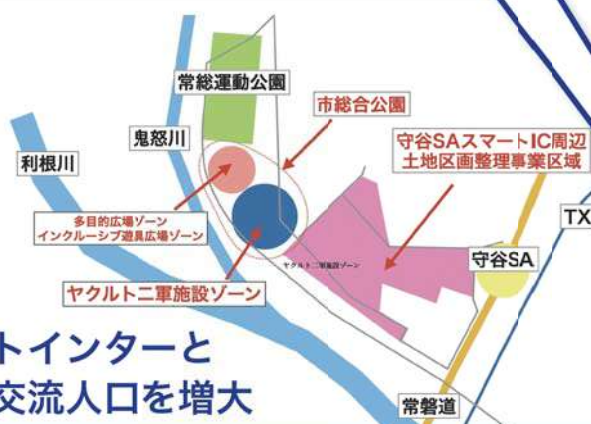 常総運動公園
市総合公園
鬼怒川
守谷SAスマートIC周辺
土地区画整理事業区域
利根川
TX
多目的広場ゾーン
インクルーシブ遊具広場ゾーン
守谷SA
ヤクルト二軍施設ゾーン
ヤクルト二軍施設ゾーン
トインターと
交流人口を増大
常磐道